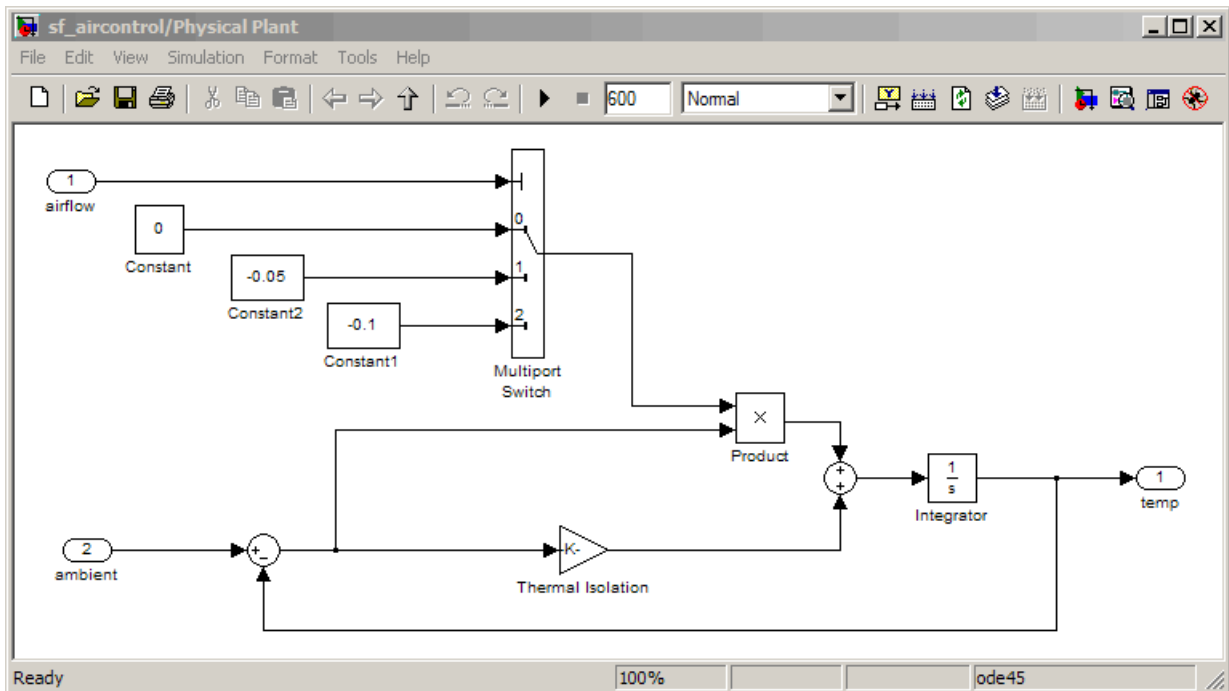 sf_aircontrol/Physical Plant
File Edit View Simulation Format Tools Help
600 Normal
1
airflow
0
Constant
-0.05
Constant2
-0.1
Constant1
0
1
2
Multiport
Switch
×
Product
+
+
1
s
Integrator
1
temp
2
ambient
+
-
-K-
Thermal Isolation
Ready 100% ode45